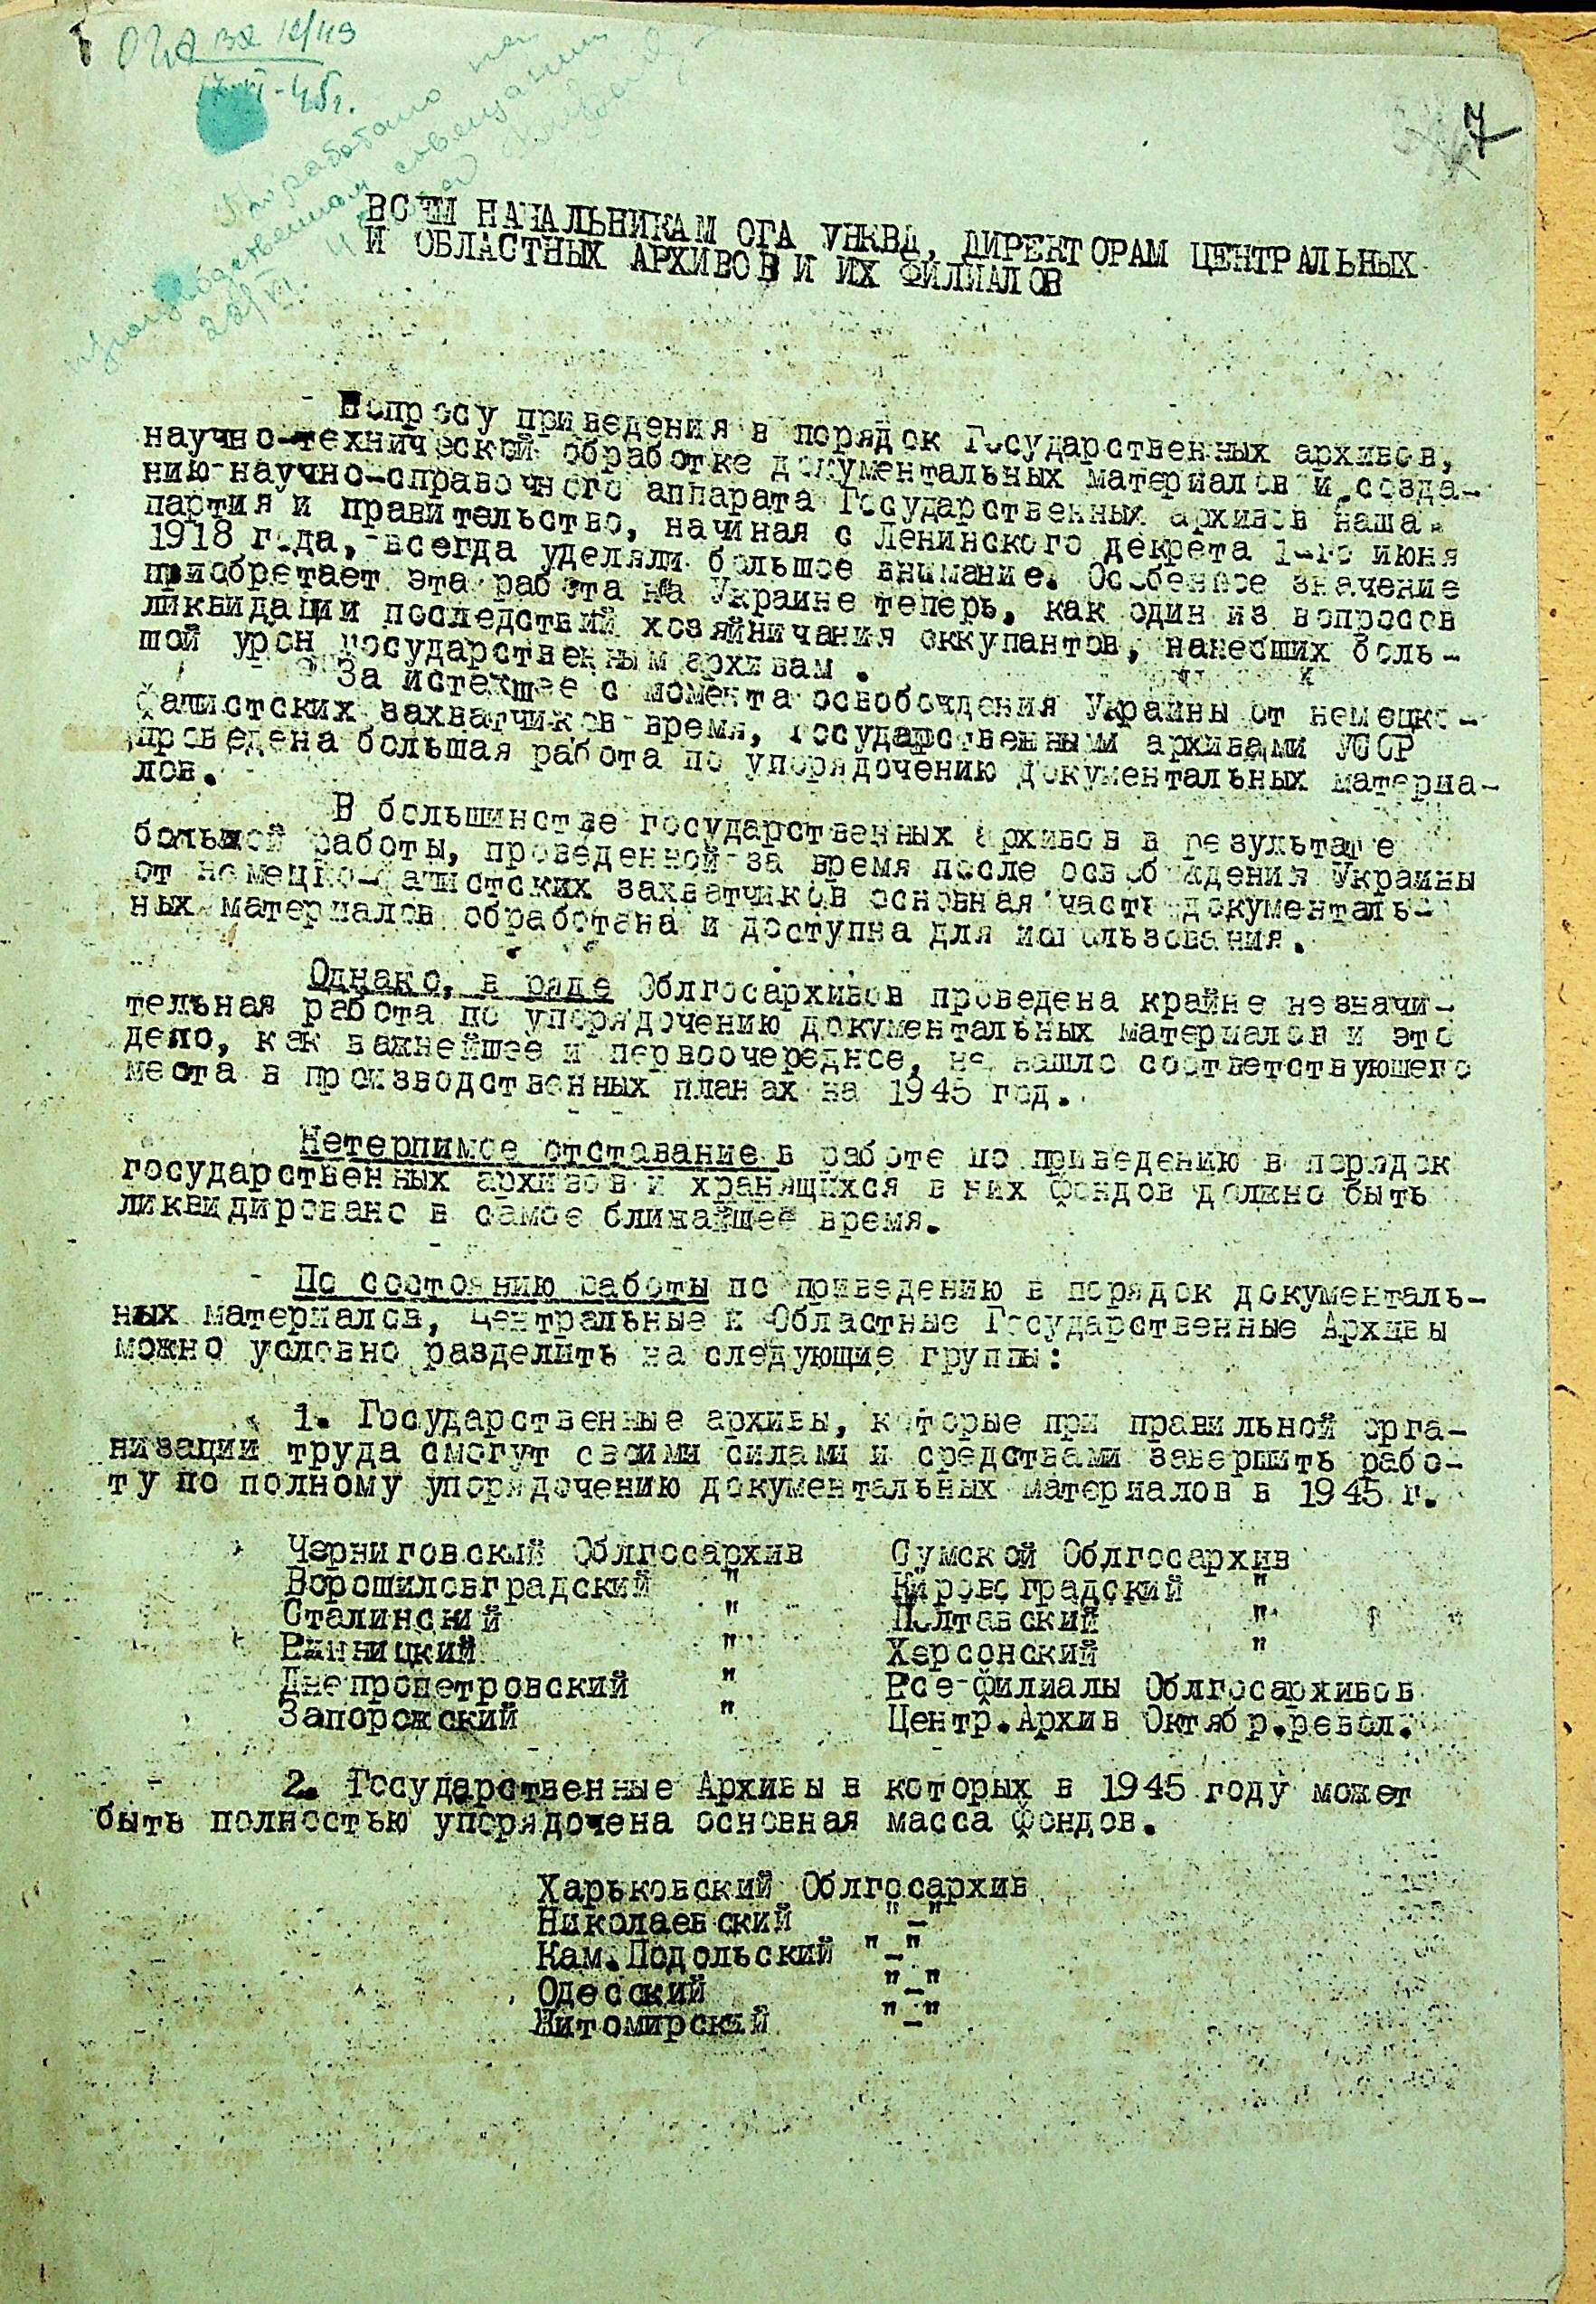 вх 12/49
VI-45г.
7
Проработано на
производственном совещании
22/VI.
ВСЕМ НАЧАЛЬНИКАМ ОГА УНКВД, ДИРЕКТОРАМ ЦЕНТРАЛЬНЫХ
И ОБЛАСТНЫХ АРХИВОВ И ИХ ФИЛИАЛОВ
Вопросу приведения в порядок Государственных архивов,
научно-технической обработке документальных материалов и созда-
нию научно-справочного аппарата Государственных архивов наша
партия и правительство, начиная с Ленинского декрета 1-го июня
1918 года, всегда уделяли большое внимание. Особенное значение
приобретает эта работа на Украине теперь, как один из вопросов
ликвидации последствий хозяйничания оккупантов, нанесших боль-
шой урон государственным архивам.
За истекшее с момента освобождения Украины от немецко-
фашистских захватчиков время, государственными архивами УССР
проведена большая работа по упорядочению документальных материа-
лов.
В большинстве государственных архивов в результате
большой работы, проведенной за время после освобождения Украины
от немецко-фашистских захватчиков основная часть документаль-
ных материалов обработана и доступна для использования.
Однако, в ряде Облгосархивов проведена крайне незначи-
тельная работа по упорядочению документальных материалов и это
дело, как важнейшее и первоочередное, не нашло соответствующего
места в производственных планах на 1945 год.
Нетерпимое отставание в работе по приведению в порядок
государственных архивов и хранящихся в них фондов должно быть
ликвидировано в самое ближайшее время.
По состоянию работы по приведению в порядок документаль-
ных материалов, Центральные и Областные Государственные Архивы
можно условно разделить на следующие группы:
1. Государственные архивы, которые при правильной орга-
низации труда смогут своими силами и средствами завершить рабо-
ту по полному упорядочению документальных материалов в 1945 г.
Черниговский Облгосархив Сумской Облгосархив
Ворошиловградский " Кировоградский "
Сталинский " Полтавский "
Винницкий " Херсонский "
Днепропетровский " Все филиалы Облгосархивов
Запорожский " Центр.Архив Октябр.револ.
2. Государственные Архивы в которых в 1945 году может
быть полностью упорядочена основная масса фондов.
Харьковский Облгосархив
Николаевский "-"
Кам.Подольский "-"
Одесский "-"
Житомирский "-"